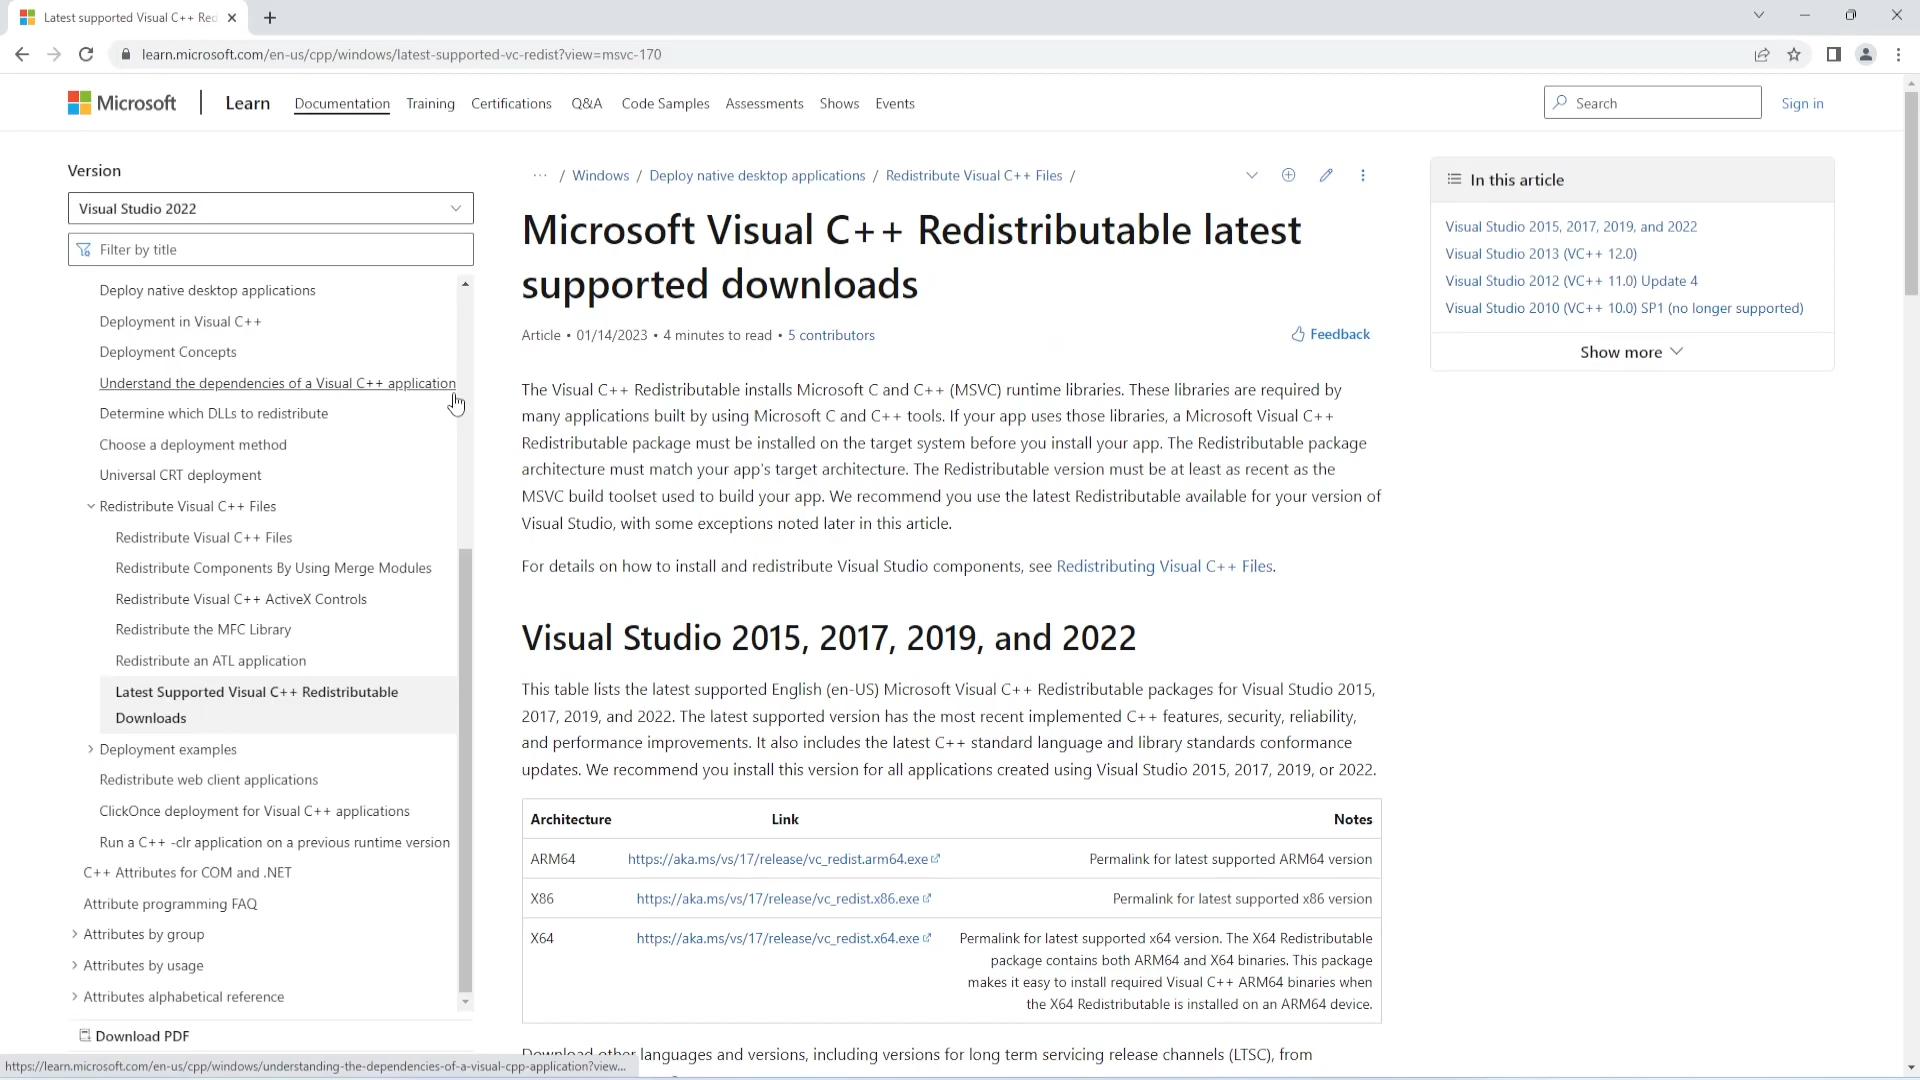 Latest supported Visual C++ Red
learn.microsoft.com/en-us/cpp/windows/latest-supported-vc-redist?view=msvc-170
Microsoft
Learn
Documentation
Training
Certifications
Q&A
Code Samples
Assessments
Shows
Events
Search
Sign in
Version
Visual Studio 2022
Filter by title
Deploy native desktop applications
Deployment in Visual C++
Deployment Concepts
Understand the dependencies of a Visual C++ application
Determine which DLLs to redistribute
Choose a deployment method
Universal CRT deployment
Redistribute Visual C++ Files
Redistribute Visual C++ Files
Redistribute Components By Using Merge Modules
Redistribute Visual C++ ActiveX Controls
Redistribute the MFC Library
Redistribute an ATL application
Latest Supported Visual C++ Redistributable
Downloads
Deployment examples
Redistribute web client applications
ClickOnce deployment for Visual C++ applications
Run a C++ -clr application on a previous runtime version
C++ Attributes for COM and .NET
Attribute programming FAQ
Attributes by group
Attributes by usage
Attributes alphabetical reference
Download PDF
··· / Windows / Deploy native desktop applications / Redistribute Visual C++ Files /
Microsoft Visual C++ Redistributable latest
supported downloads
Article • 01/14/2023 • 4 minutes to read • 5 contributors
Feedback
The Visual C++ Redistributable installs Microsoft C and C++ (MSVC) runtime libraries. These libraries are required by
many applications built by using Microsoft C and C++ tools. If your app uses those libraries, a Microsoft Visual C++
Redistributable package must be installed on the target system before you install your app. The Redistributable package
architecture must match your app's target architecture. The Redistributable version must be at least as recent as the
MSVC build toolset used to build your app. We recommend you use the latest Redistributable available for your version of
Visual Studio, with some exceptions noted later in this article.
For details on how to install and redistribute Visual Studio components, see Redistributing Visual C++ Files.
Visual Studio 2015, 2017, 2019, and 2022
This table lists the latest supported English (en-US) Microsoft Visual C++ Redistributable packages for Visual Studio 2015,
2017, 2019, and 2022. The latest supported version has the most recent implemented C++ features, security, reliability,
and performance improvements. It also includes the latest C++ standard language and library standards conformance
updates. We recommend you install this version for all applications created using Visual Studio 2015, 2017, 2019, or 2022.
Architecture Link Notes
ARM64 https://aka.ms/vs/17/release/vc_redist.arm64.exe Permalink for latest supported ARM64 version
X86 https://aka.ms/vs/17/release/vc_redist.x86.exe Permalink for latest supported x86 version
X64 https://aka.ms/vs/17/release/vc_redist.x64.exe Permalink for latest supported x64 version. The X64 Redistributable
package contains both ARM64 and X64 binaries. This package
makes it easy to install required Visual C++ ARM64 binaries when
the X64 Redistributable is installed on an ARM64 device.
Download other languages and versions, including versions for long term servicing release channels (LTSC), from
In this article
Visual Studio 2015, 2017, 2019, and 2022
Visual Studio 2013 (VC++ 12.0)
Visual Studio 2012 (VC++ 11.0) Update 4
Visual Studio 2010 (VC++ 10.0) SP1 (no longer supported)
Show more
https://learn.microsoft.com/en-us/cpp/windows/understanding-the-dependencies-of-a-visual-cpp-application?view...